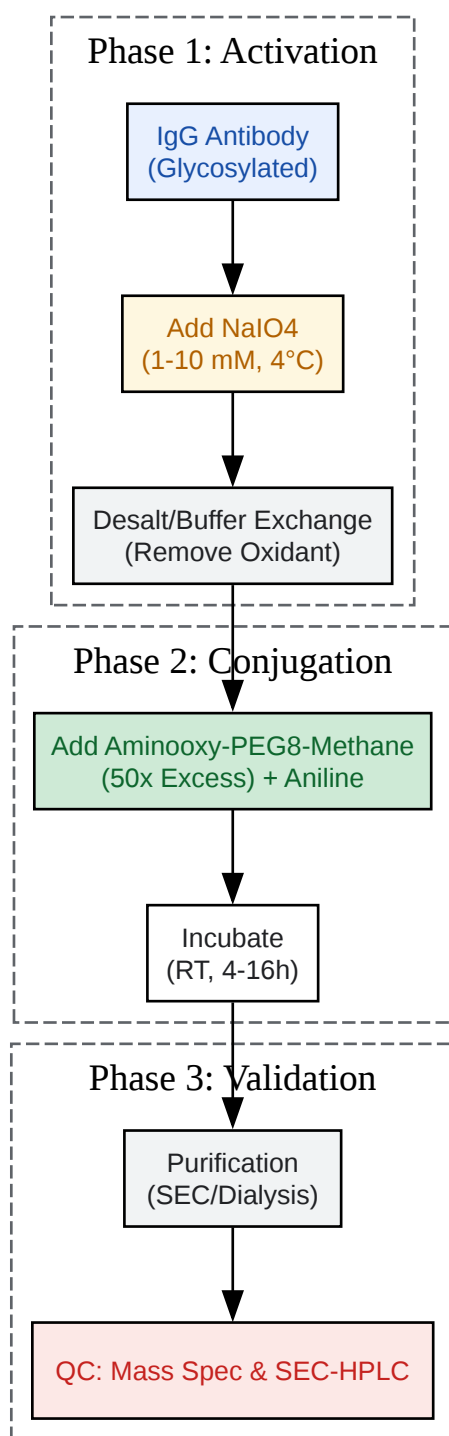 Phase 1: Activation
IgG Antibody
(Glycosylated)
Add NaIO4
(1-10 mM, 4°C)
Desalt/Buffer Exchange
(Remove Oxidant)
Phase 2: Conjugation
Add Aminooxy-PEG8-Methane
(50x Excess) + Aniline
Incubate
(RT, 4-16h)
Phase 3: Validation
Purification
(SEC/Dialysis)
QC: Mass Spec & SEC-HPLC